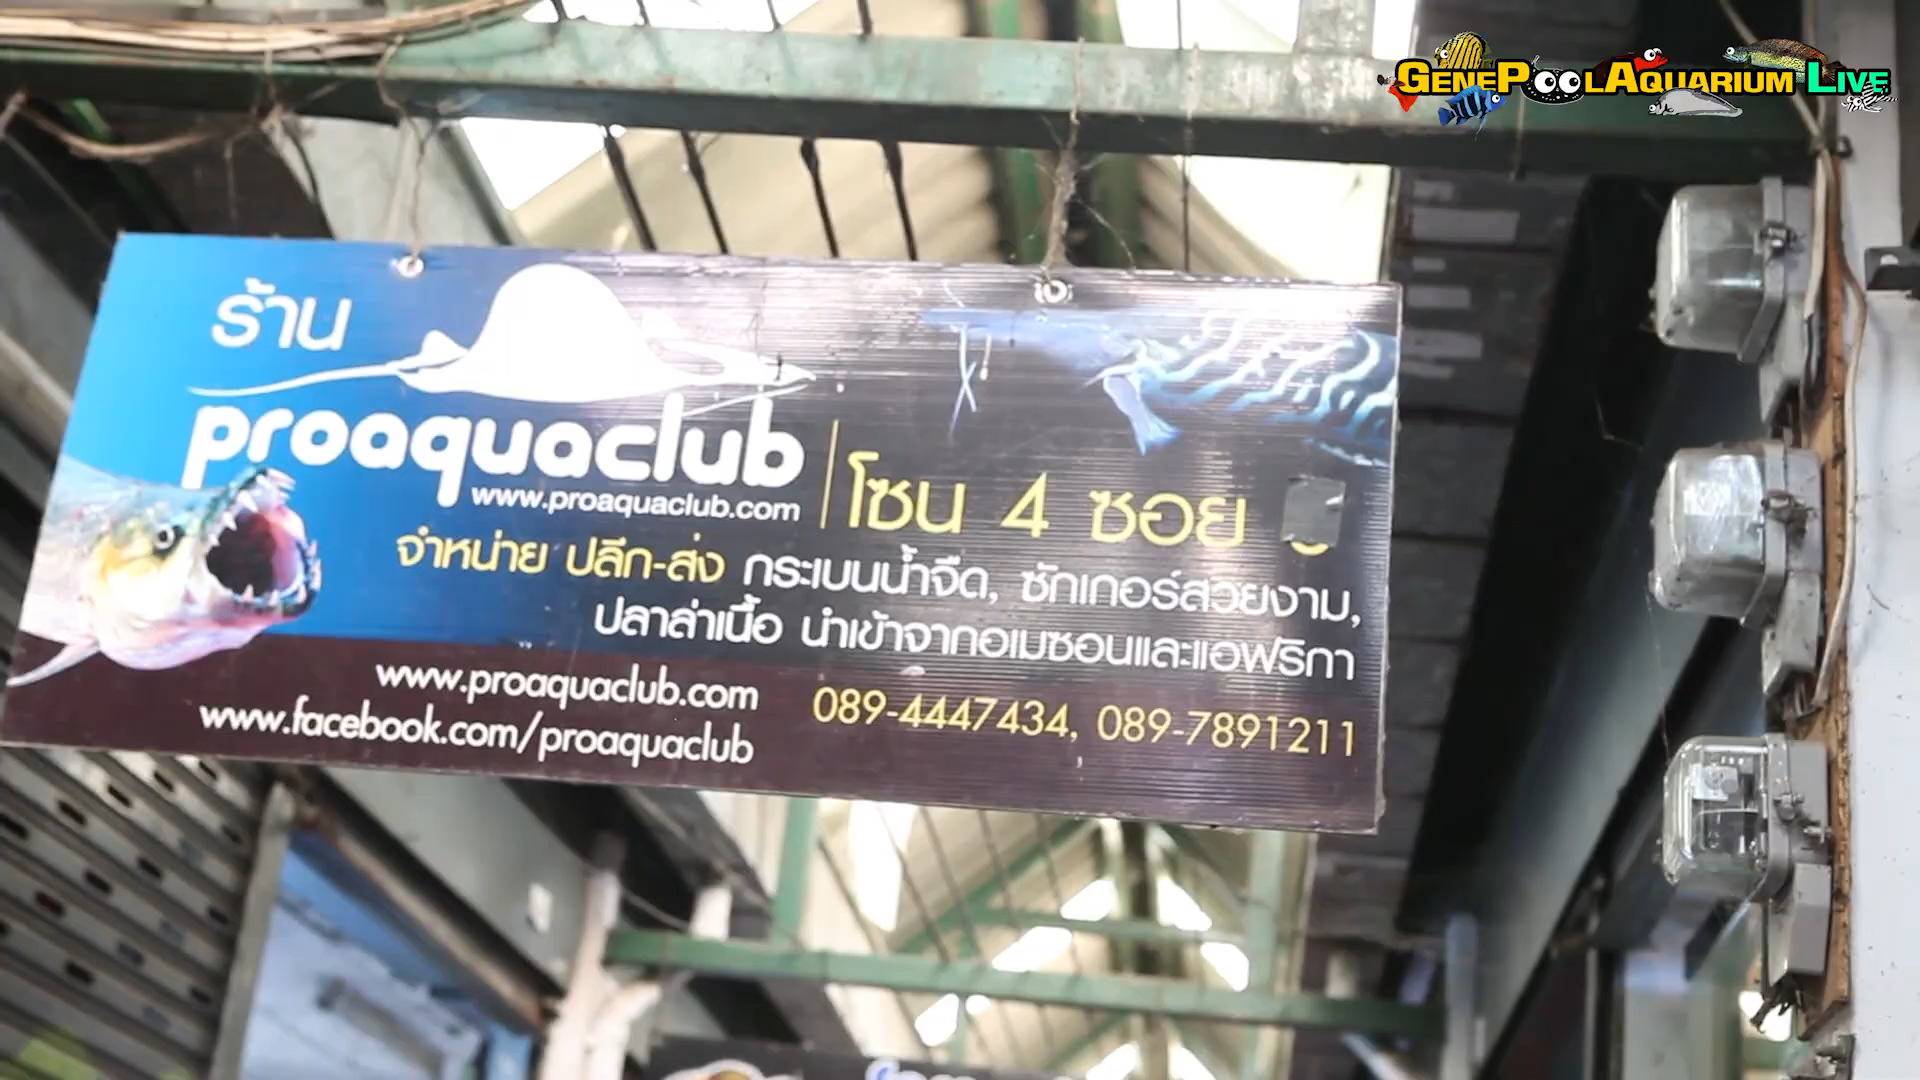 GENEPOOLAQUARIUM LIVE
ร้าน
proaquaclub
www.proaquaclub.com
โซน 4 ซอย
จำหน่าย ปลีก-ส่ง กระเบนน้ำจืด, ซัคเกอร์สวยงาม,
ปลาล่าเนื้อ นำเข้าจากอเมซอนและแอฟริกา
www.proaquaclub.com
www.facebook.com/proaquaclub
089-4447434, 089-7891211